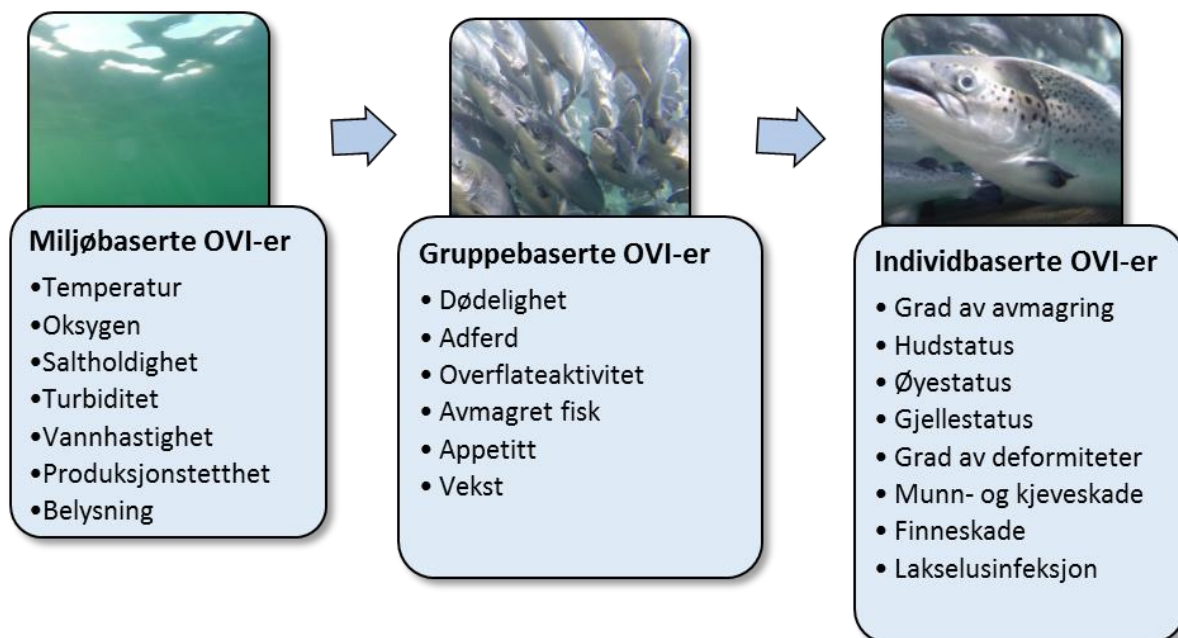 Miljøbaserte OVI-er
•Temperatur
•Oksygen
•Saltholdighet
•Turbiditet
•Vannhastighet
•Produksjonstetthet
•Belysning
Gruppebaserte OVI-er
• Dødelighet
• Adferd
• Overflateaktivitet
• Avmagret fisk
• Appetitt
• Vekst
Individbaserte OVI-er
• Grad av avmagring
• Hudstatus
• Øyestatus
• Gjellestatus
• Grad av deformiteter
• Munn- og kjeveskade
• Finneskade
• Lakselusinfeksjon